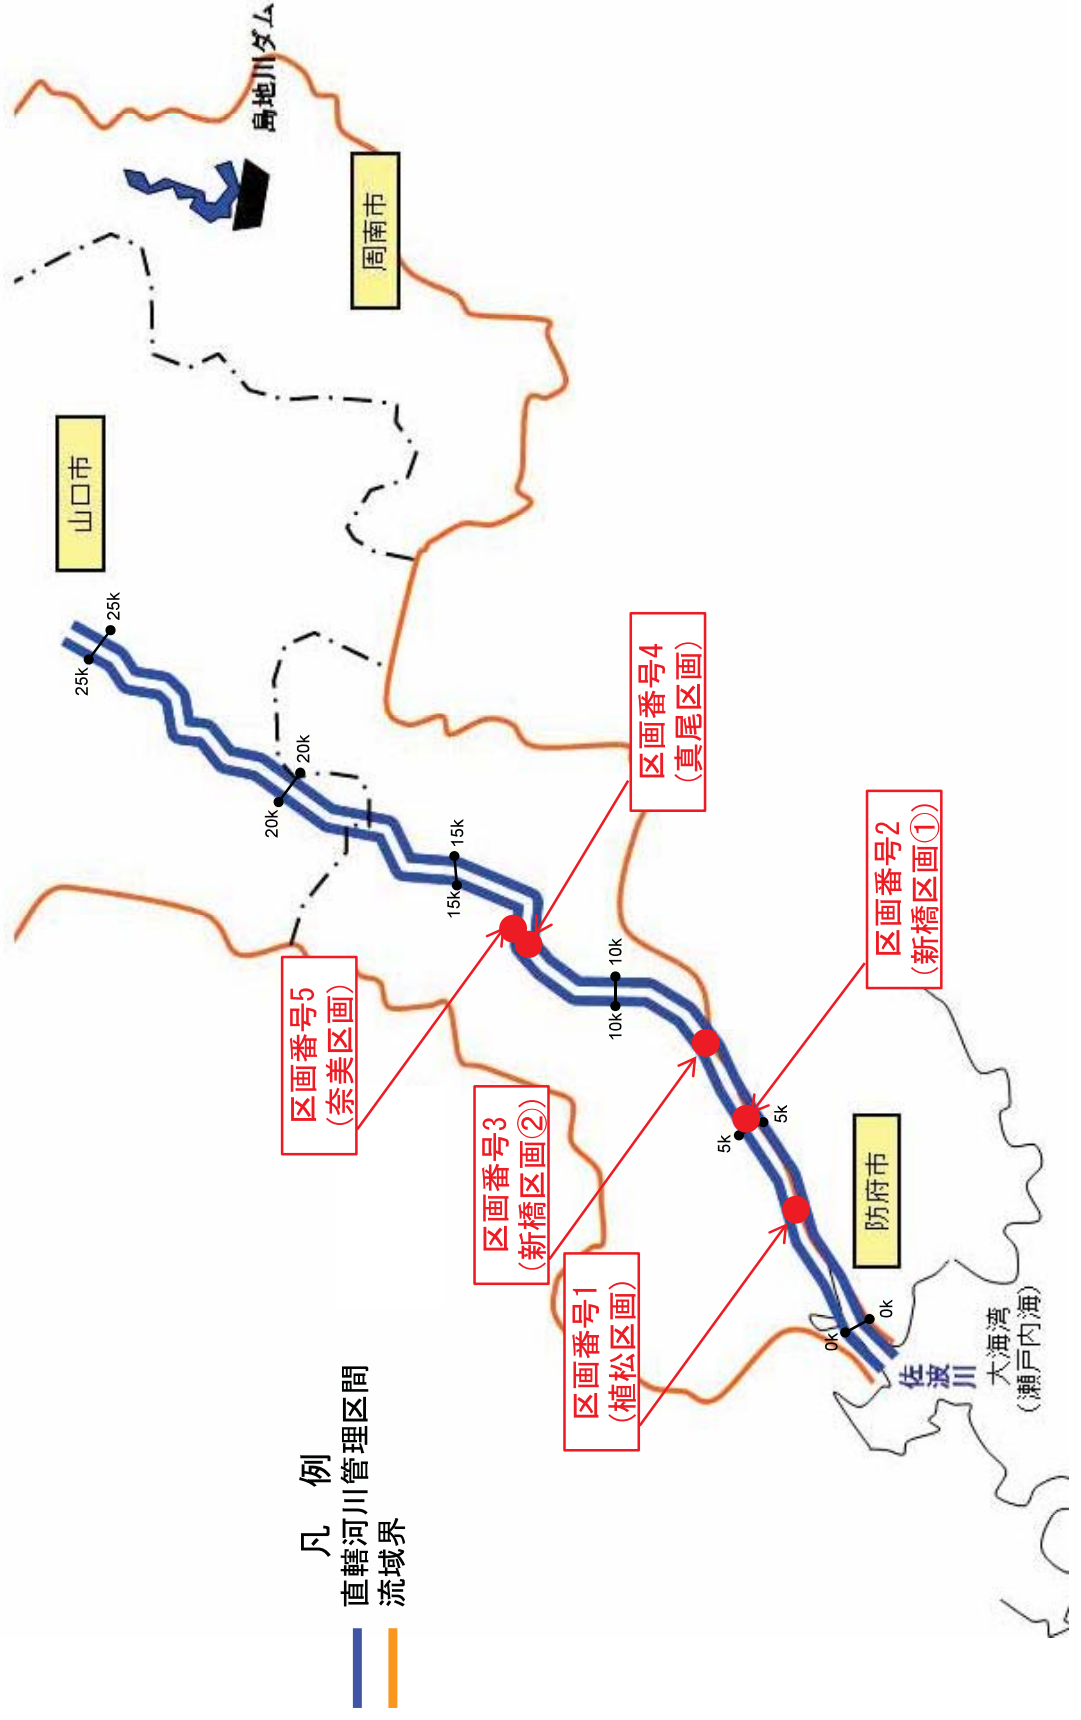 凡　例
直轄河川管理区間
流域界
島地川ダム
周南市
山口市
25k
25k
20k
20k
15k
15k
10k
10k
5k
5k
0k
0k
区画番号5
(奈美区画)
区画番号4
(真尾区画)
区画番号3
(新橋区画②)
区画番号2
(新橋区画①)
区画番号1
(植松区画)
防府市
佐波川
大海湾
(瀬戸内海)